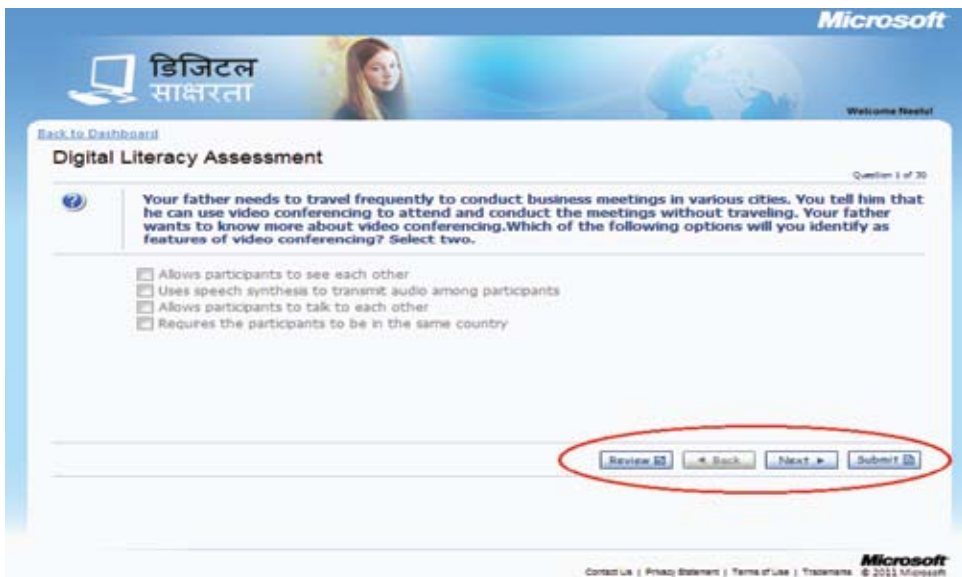 Microsoft
डिजिटल
साक्षरता
Welcome Neetu!
Back to Dashboard
Digital Literacy Assessment
Question 1 of 30
Your father needs to travel frequently to conduct business meetings in various cities. You tell him that
he can use video conferencing to attend and conduct the meetings without traveling. Your father
wants to know more about video conferencing.Which of the following options will you identify as
features of video conferencing? Select two.
Allows participants to see each other
Uses speech synthesis to transmit audio among participants
Allows participants to talk to each other
Requires the participants to be in the same country
Review Back Next Submit
Microsoft
Contact Us | Privacy Statement | Terms of Use | Trademarks © 2011 Microsoft